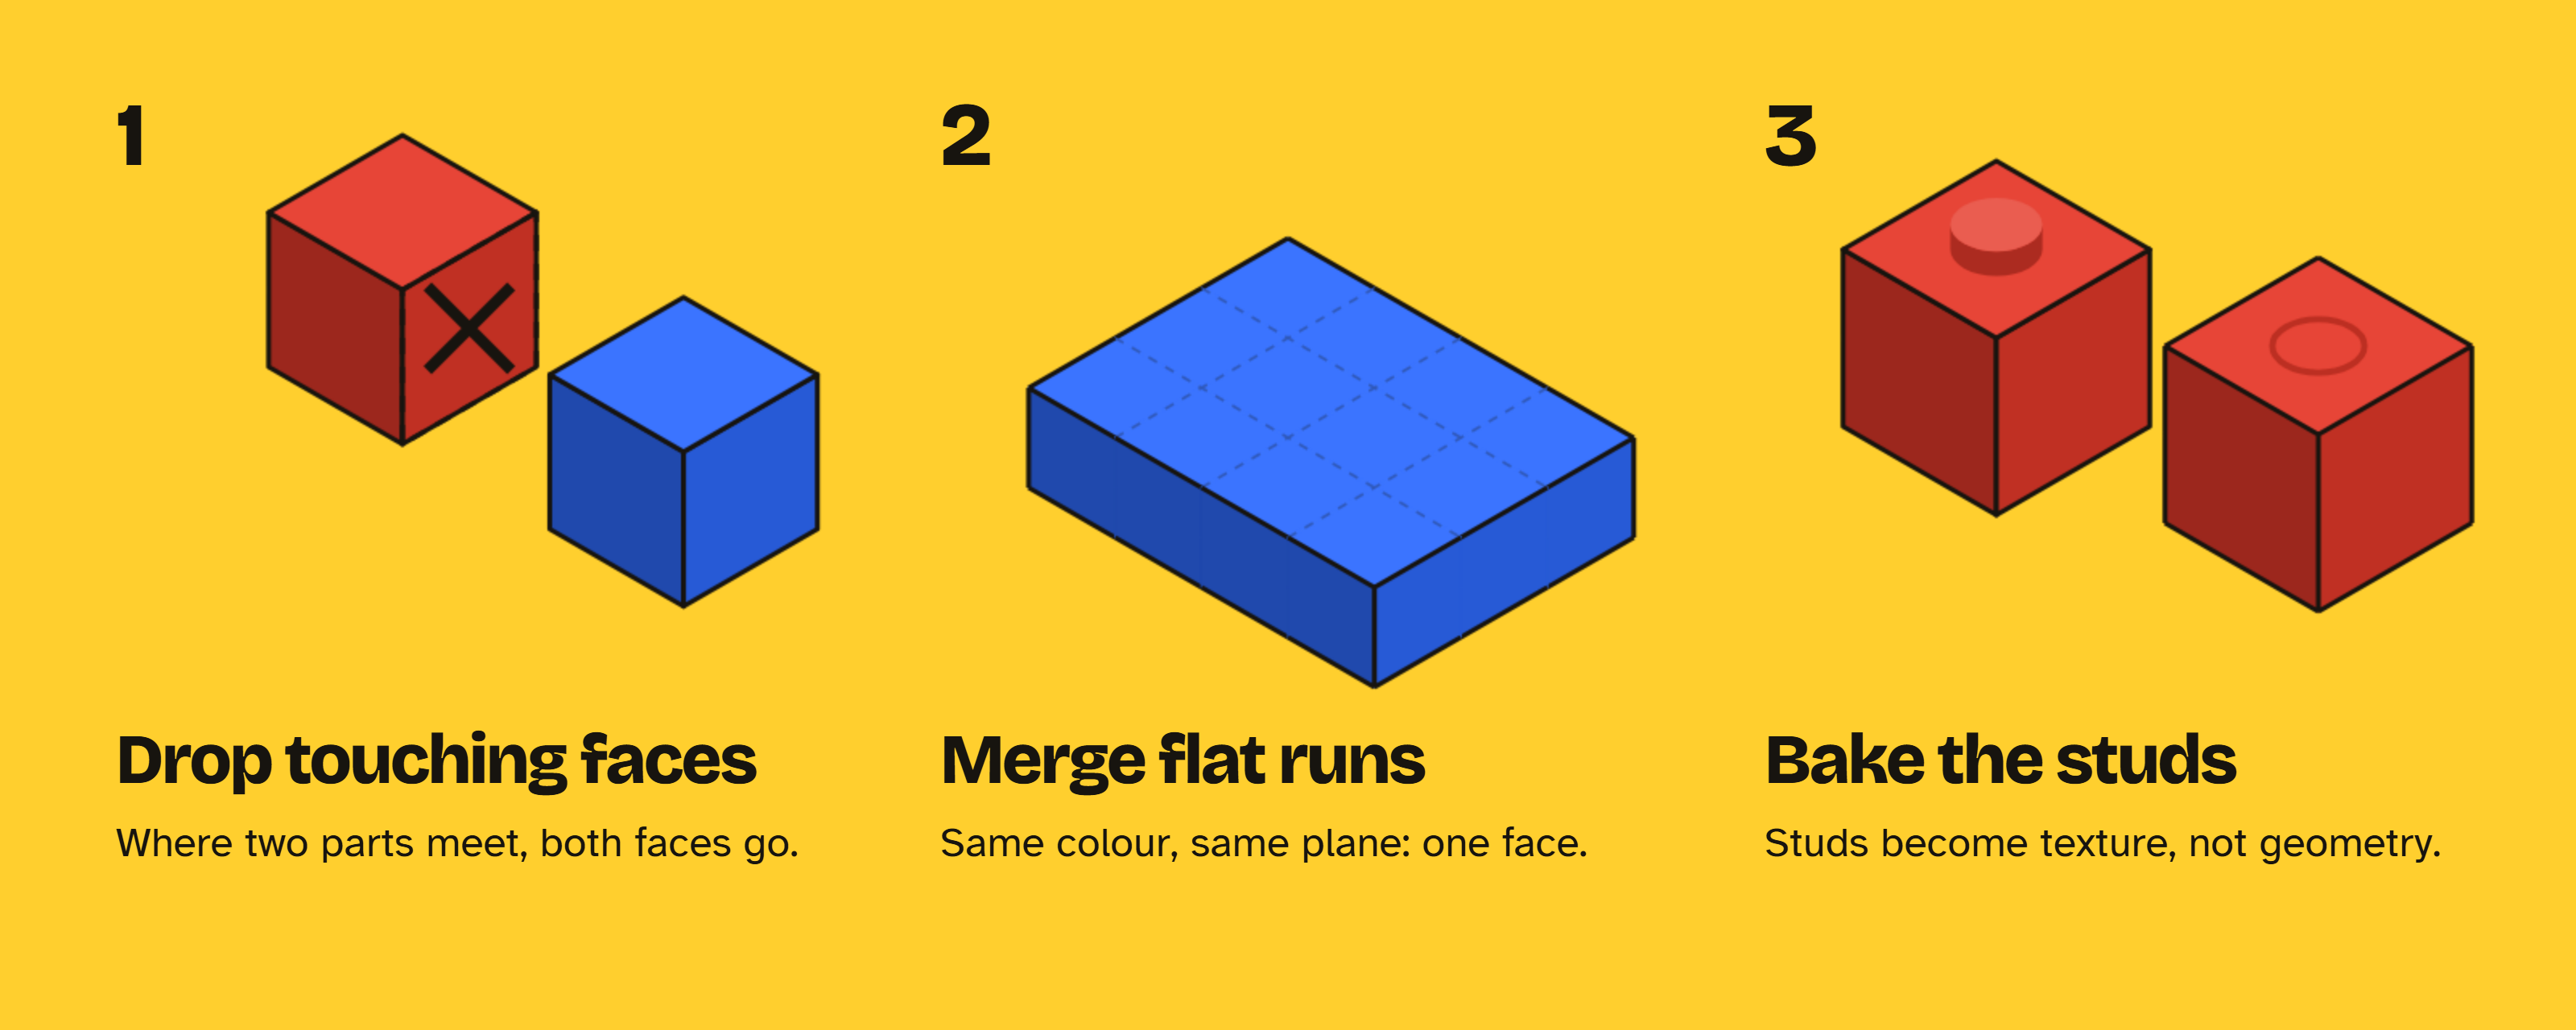 1
Drop touching faces
Where two parts meet, both faces go.
2
Merge flat runs
Same colour, same plane: one face.
3
Bake the studs
Studs become texture, not geometry.